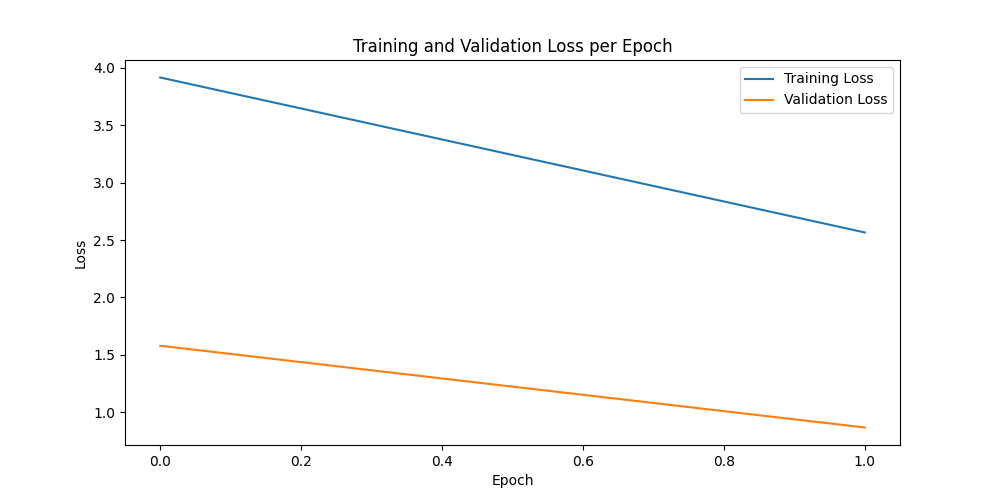 Training and Validation Loss per Epoch
Training Loss
Validation Loss
4.0
3.5
3.0
2.5
2.0
1.5
1.0
Loss
0.0 0.2 0.4 0.6 0.8 1.0
Epoch